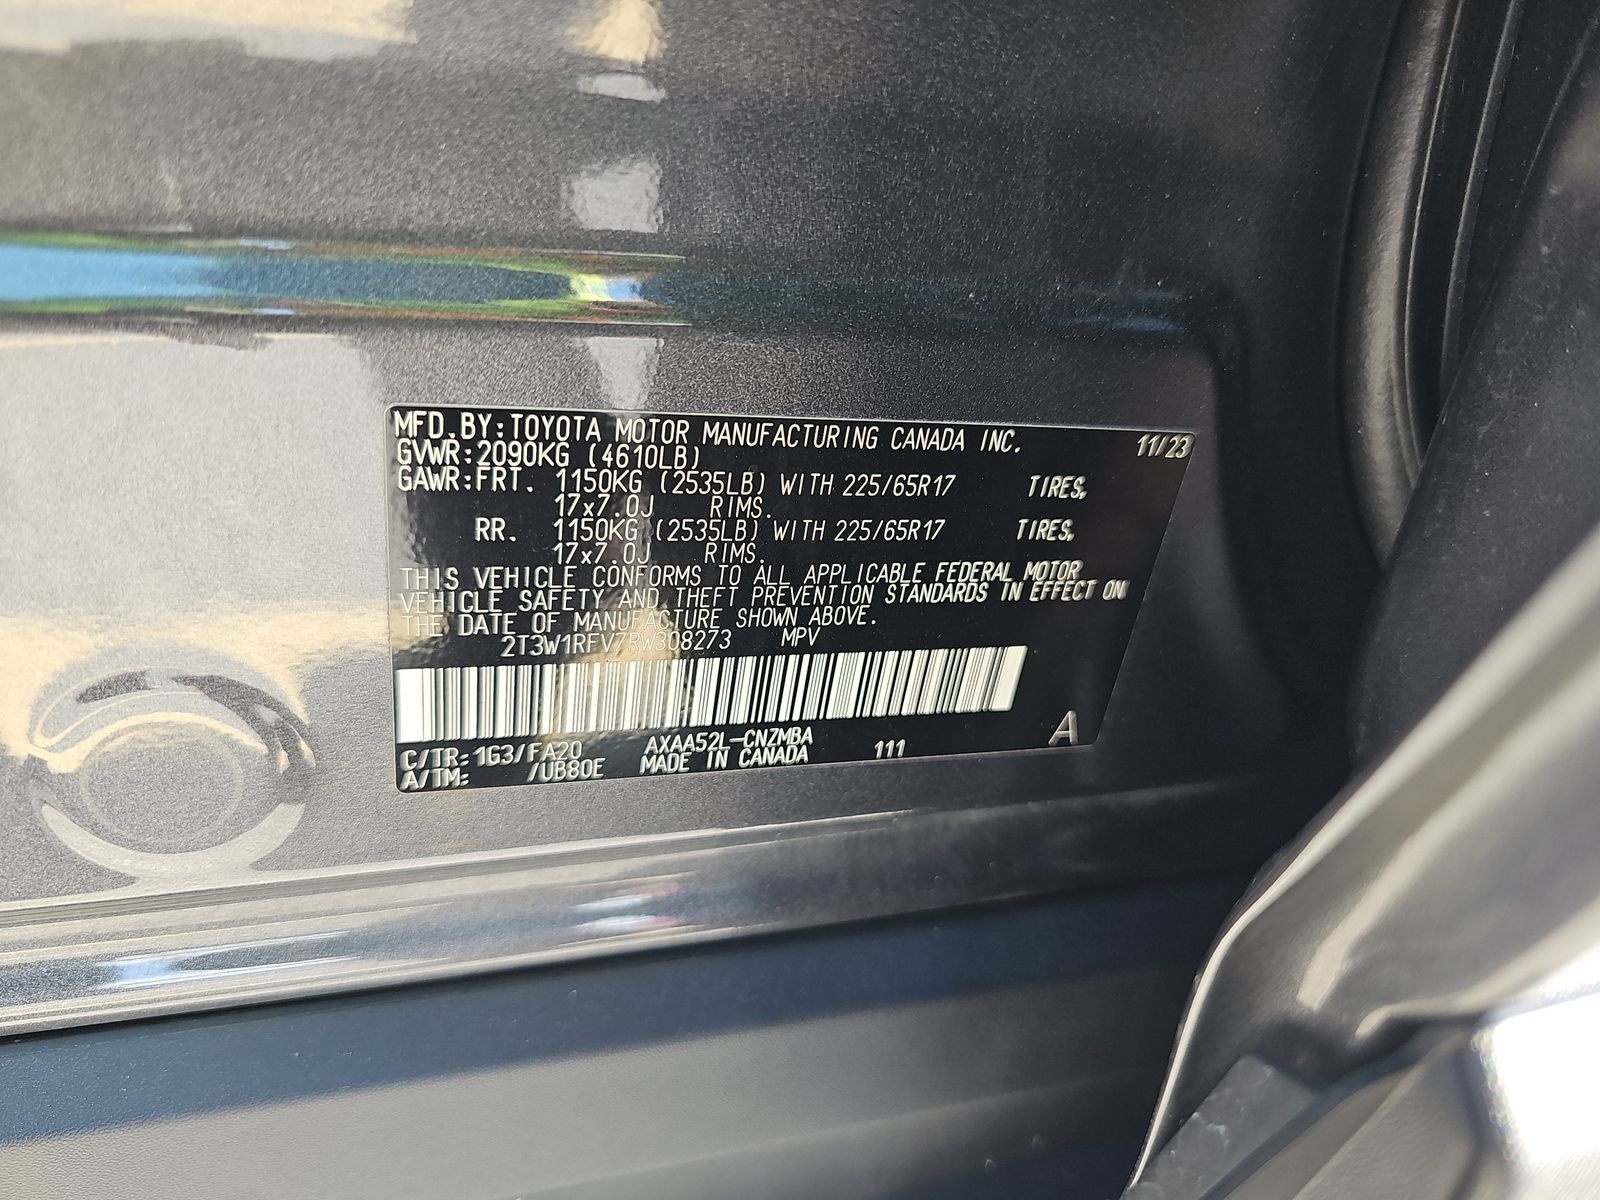 MFD.BY:TOYOTA MOTOR MANUFACTURING CANADA INC. 11/23
GVWR:2090KG (4610LB)
GAWR:FRT. 1150KG (2535LB) WITH 225/65R17 TIRES,
17x7.0J RIMS.
RR. 1150KG (2535LB) WITH 225/65R17 TIRES,
17x7.0J RIMS.
THIS VEHICLE CONFORMS TO ALL APPLICABLE FEDERAL MOTOR
VEHICLE SAFETY AND THEFT PREVENTION STANDARDS IN EFFECT ON
THE DATE OF MANUFACTURE SHOWN ABOVE.
2T3W1RFV7RW308273 MPV
C/TR:1G3/FA20 AXAA52L-CNZMBA 111 A
A/TM: /UB80E MADE IN CANADA